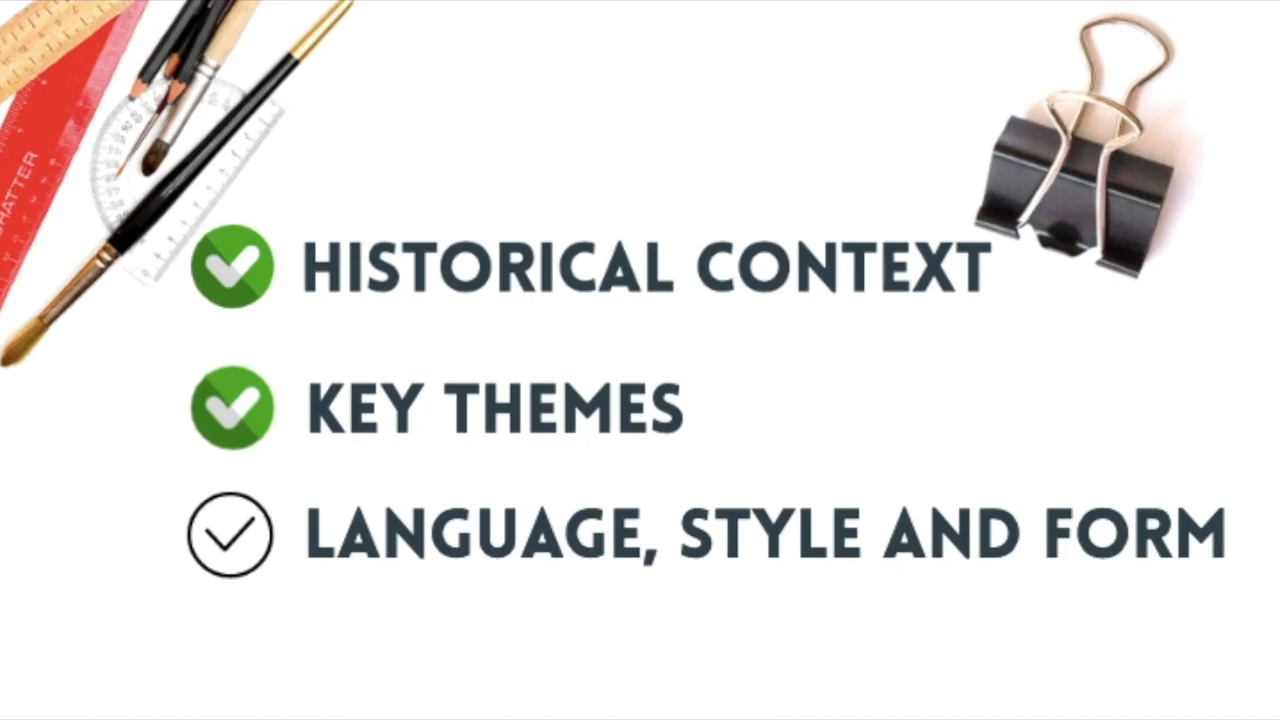 HISTORICAL CONTEXT
KEY THEMES
LANGUAGE, STYLE AND FORM